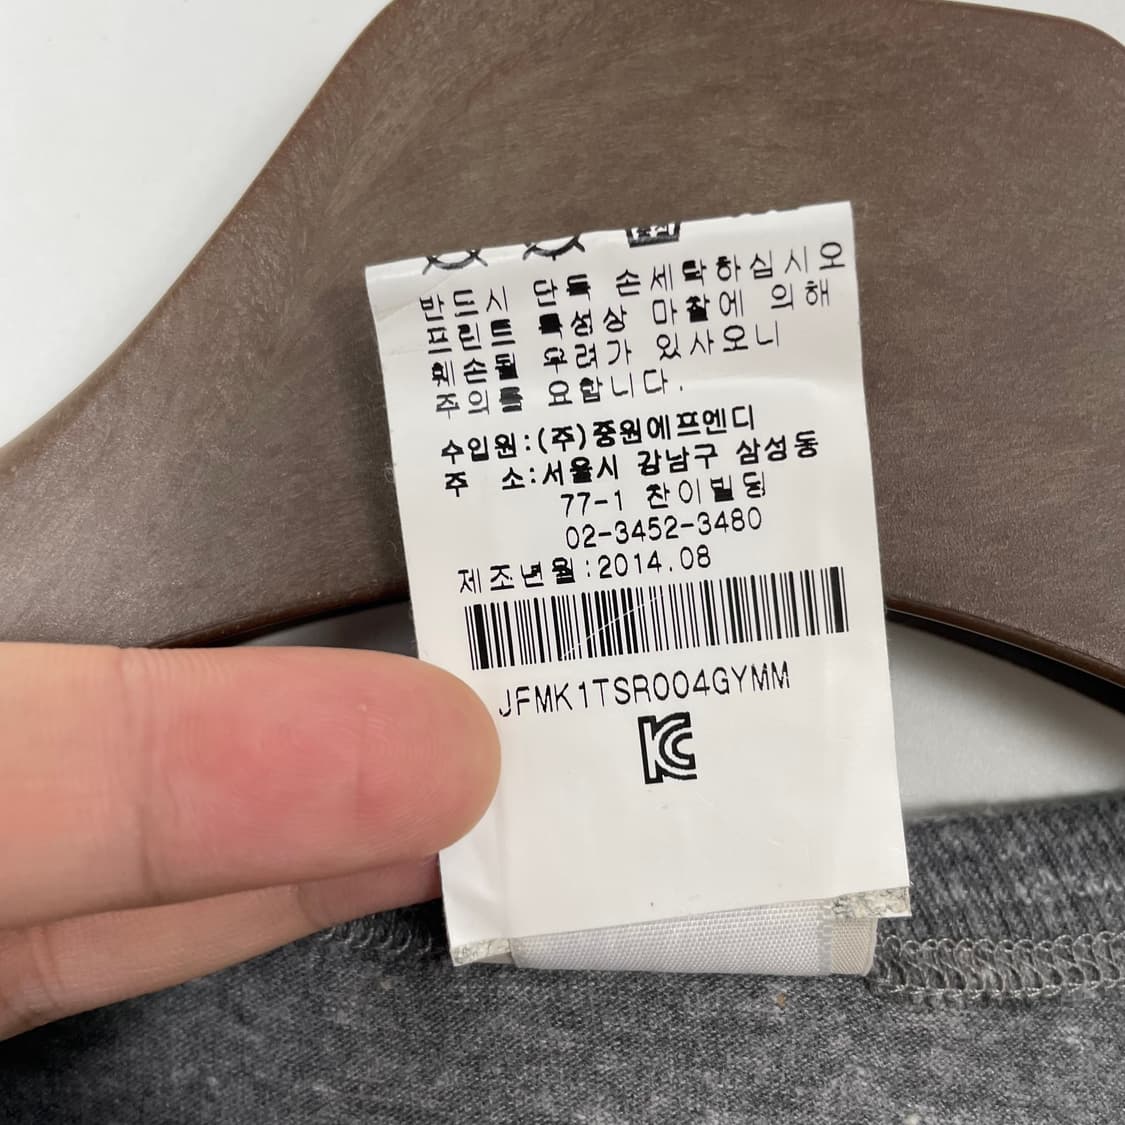 반드시 단독 손세탁하십시오
프린트 특성상 마찰에 의해
훼손될 우려가 있사오니
주의를 요합니다.
수입원:(주)중원에프엔디
주 소:서울시 강남구 삼성동
77-1 찬이빌딩
02-3452-3480
제조년월:2014.08
JFMK1TSR004GYMM
KC